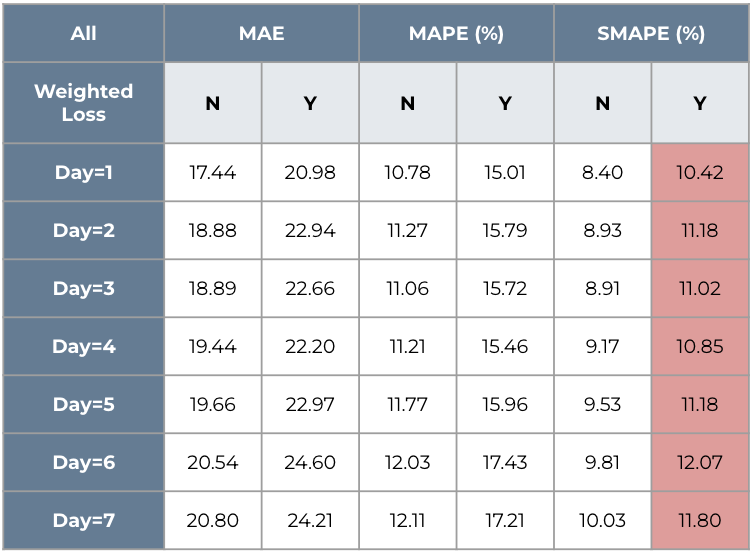 All MAE MAPE (%) SMAPE (%)
Weighted
Loss N Y N Y N Y
Day=1 17.44 20.98 10.78 15.01 8.40 10.42
Day=2 18.88 22.94 11.27 15.79 8.93 11.18
Day=3 18.89 22.66 11.06 15.72 8.91 11.02
Day=4 19.44 22.20 11.21 15.46 9.17 10.85
Day=5 19.66 22.97 11.77 15.96 9.53 11.18
Day=6 20.54 24.60 12.03 17.43 9.81 12.07
Day=7 20.80 24.21 12.11 17.21 10.03 11.80